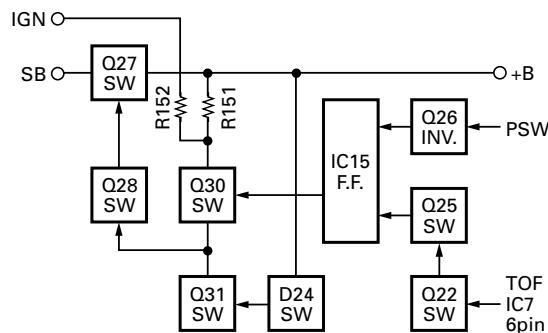 IGN
SB
Q27
SW
+B
R152
R151
IC15
F.F.
Q26
INV.
PSW
Q28
SW
Q30
SW
Q25
SW
Q31
SW
D24
SW
Q22
SW
TOF
IC7
6pin